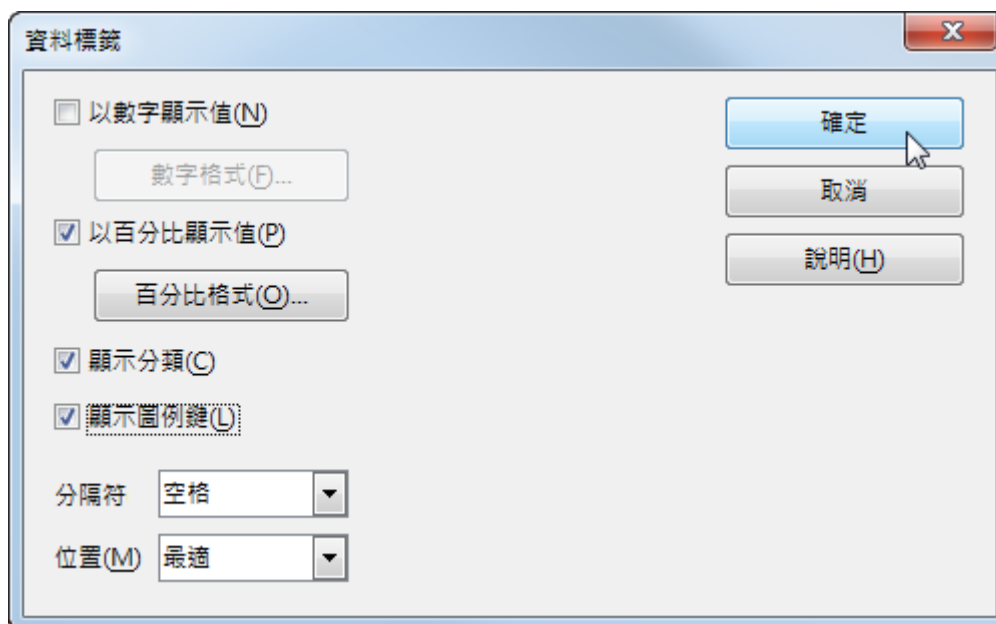 資料標籤
以數字顯示值(N)
數字格式(F)...
以百分比顯示值(P)
百分比格式(O)...
顯示分類(C)
顯示圖例鍵(L)
分隔符 空格
位置(M) 最適
確定
取消
說明(H)